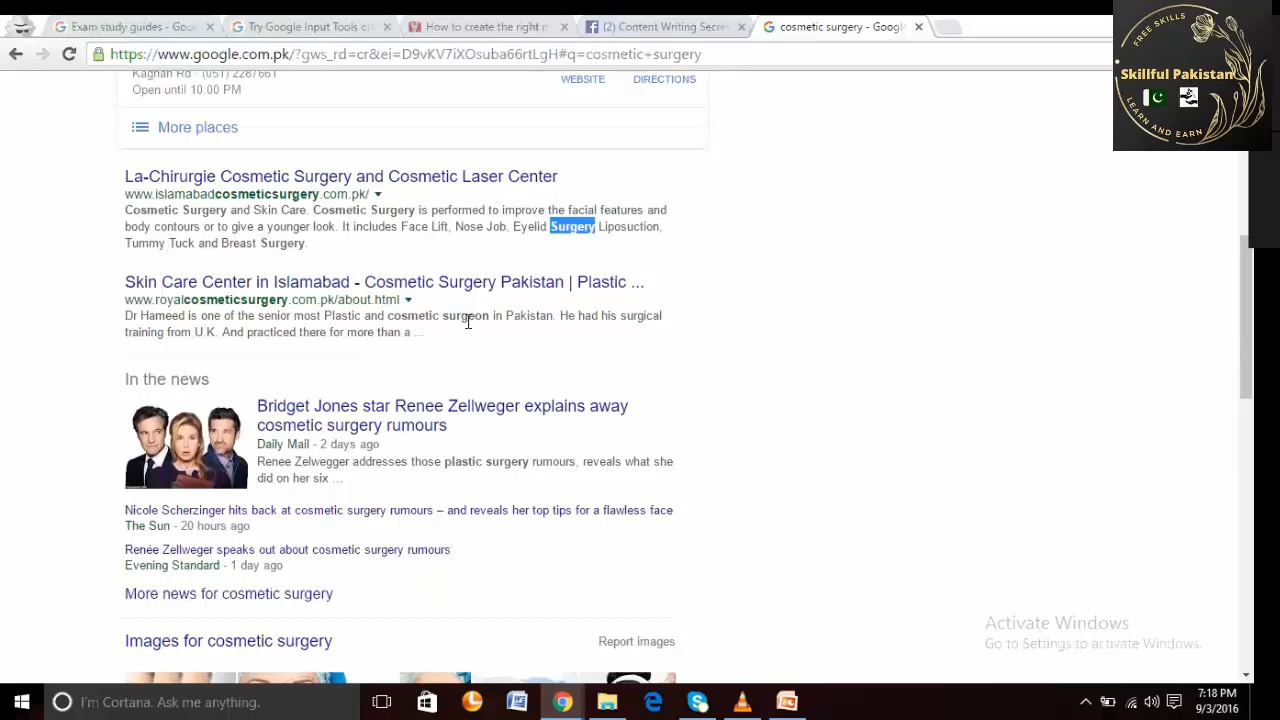 Exam study guides - Goo
Try Google Input Tools o
How to create the right n
(2) Content Writing Secre
cosmetic surgery - Googl
https://www.google.com.pk/?gws_rd=cr&ei=D9vKV7iXOsuba66rtLgH#q=cosmetic+surgery
FREE SKILLS
Skillful Pakistan
LEARN AND EARN
Kaghan Rd · (051) 2287661
Open until 10:00 PM
WEBSITE DIRECTIONS
More places
La-Chirurgie Cosmetic Surgery and Cosmetic Laser Center
www.islamabadcosmeticsurgery.com.pk/
Cosmetic Surgery and Skin Care. Cosmetic Surgery is performed to improve the facial features and
body contours or to give a younger look. It includes Face Lift, Nose Job, Eyelid Surgery Liposuction,
Tummy Tuck and Breast Surgery.
Skin Care Center in Islamabad - Cosmetic Surgery Pakistan | Plastic ...
www.royalcosmeticsurgery.com.pk/about.html
Dr Hameed is one of the senior most Plastic and cosmetic surgeon in Pakistan. He had his surgical
training from U.K. And practiced there for more than a ...
In the news
Bridget Jones star Renee Zellweger explains away
cosmetic surgery rumours
Daily Mail - 2 days ago
Renee Zelwegger addresses those plastic surgery rumours, reveals what she
did on her six ...
Nicole Scherzinger hits back at cosmetic surgery rumours – and reveals her top tips for a flawless face
The Sun - 20 hours ago
Renée Zellweger speaks out about cosmetic surgery rumours
Evening Standard - 1 day ago
More news for cosmetic surgery
Images for cosmetic surgery
Report images
Activate Windows
Go to Settings to activate Windows.
I'm Cortana. Ask me anything.
7:18 PM
9/3/2016